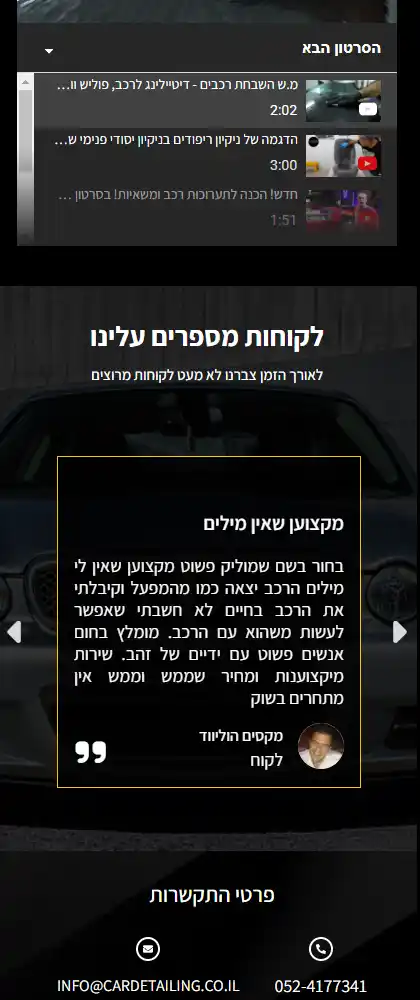 הסרטון הבא
מ.ש השבחת רכבים - דיטיילינג לרכב, פוליש וו...
2:02
הדגמה של ניקיון ריפודים בניקיון יסודי פנימי ש...
3:00
חדש! הכנה לתערוכות רכב ומשאיות! בסרטון ...
1:51
לקוחות מספרים עלינו
לאורך הזמן צברנו לא מעט לקוחות מרוצים
מקצוען שאין מילים
בחור בשם שמוליק פשוט מקצוען שאין לי
מילים הרכב יצאה כמו מהמפעל וקיבלתי
את הרכב בחיים לא חשבתי שאפשר
לעשות משהוא עם הרכב. מומלץ בחום
אנשים פשוט עם ידיים של זהב. שירות
מיקצוענות ומחיר שממש וממש אין
מתחרים בשוק
מקסים הוליווד
לקוח
פרטי התקשרות
052-4177341
INFO@CARDETAILING.CO.IL